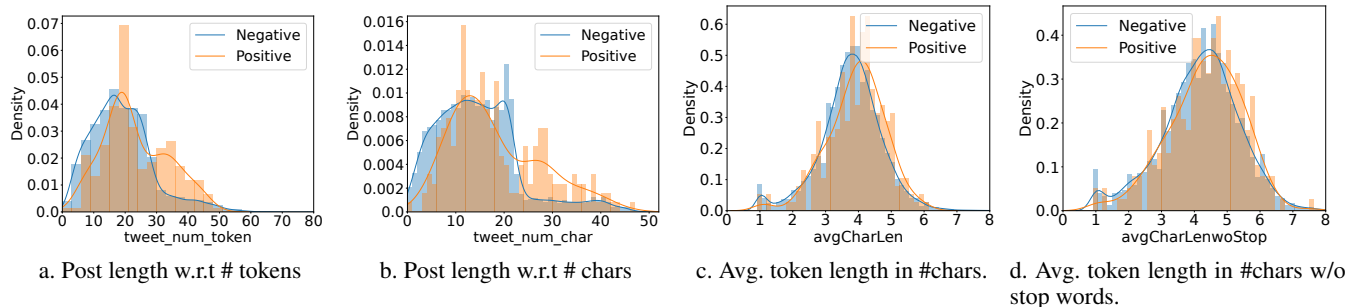 Density
0.07
0.06
0.05
0.04
0.03
0.02
0.01
0.00
0 10 20 30 40 50 60 70 80
tweet_num_token
Negative
Positive
a. Post length w.r.t # tokens
Density
0.016
0.014
0.012
0.010
0.008
0.006
0.004
0.002
0.000
0 10 20 30 40 50
tweet_num_char
Negative
Positive
b. Post length w.r.t # chars
Density
0.6
0.5
0.4
0.3
0.2
0.1
0.0
0 1 2 3 4 5 6 7 8
avgCharLen
Negative
Positive
c. Avg. token length in #chars.
Density
0.4
0.3
0.2
0.1
0.0
0 1 2 3 4 5 6 7 8
avgCharLenwoStop
Negative
Positive
d. Avg. token length in #chars w/o
stop words.